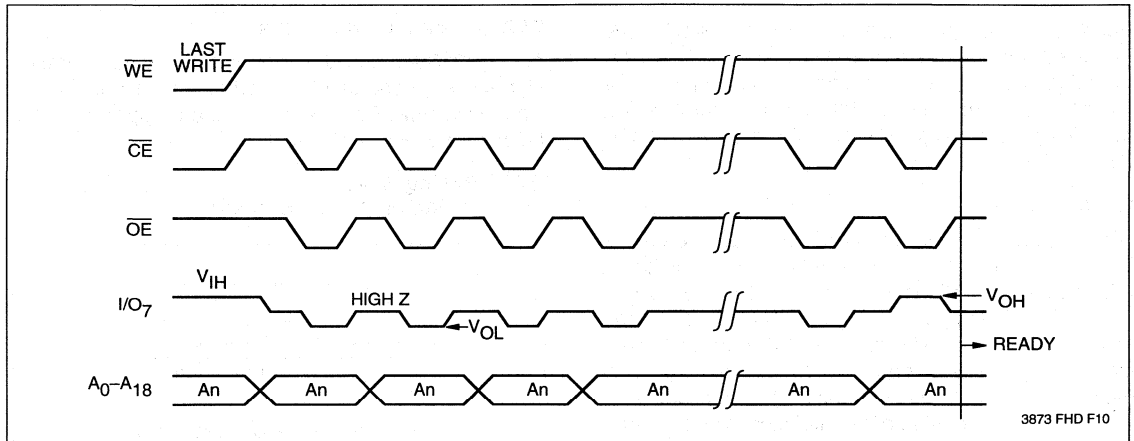 LAST
WRITE
WE
CE
OE
VIH
I/O7
HIGH Z
VOL
VOH
READY
A0–A18 An An An An An An An
3873 FHD F10